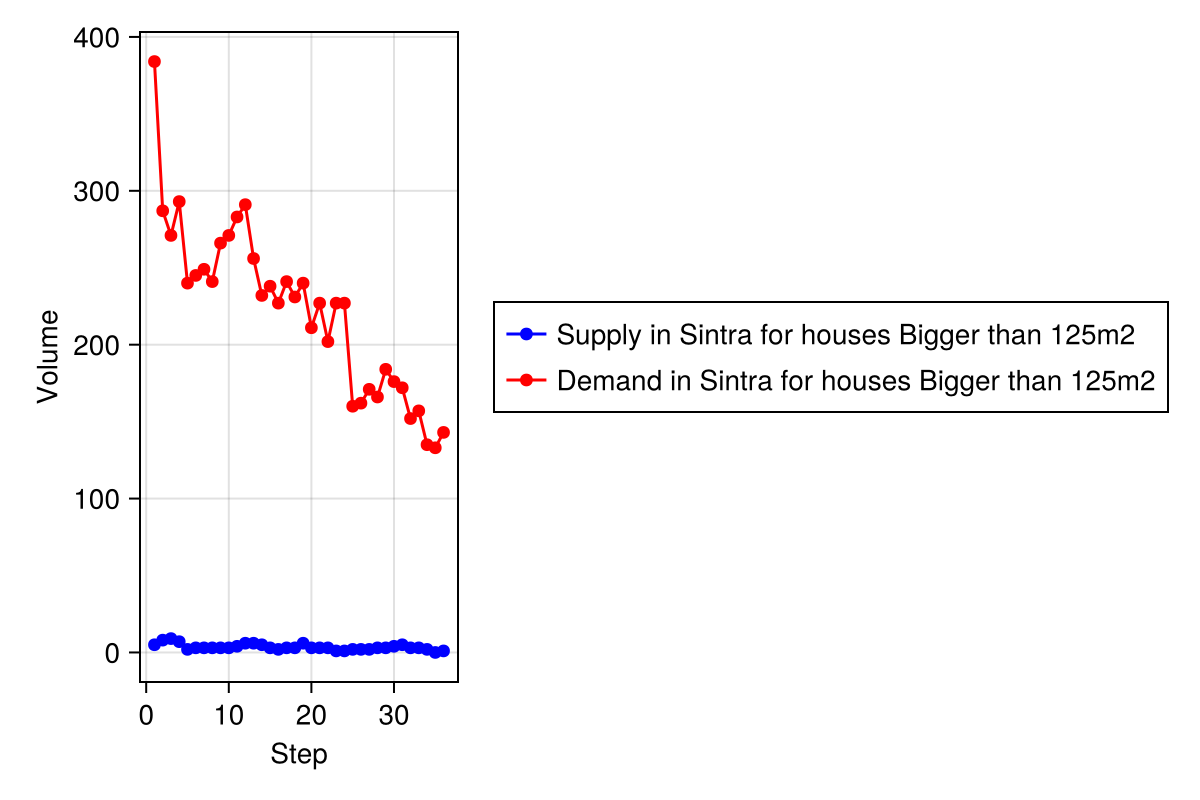 400
300
200
100
0
Volume
0 10 20 30
Step
Supply in Sintra for houses Bigger than 125m2
Demand in Sintra for houses Bigger than 125m2